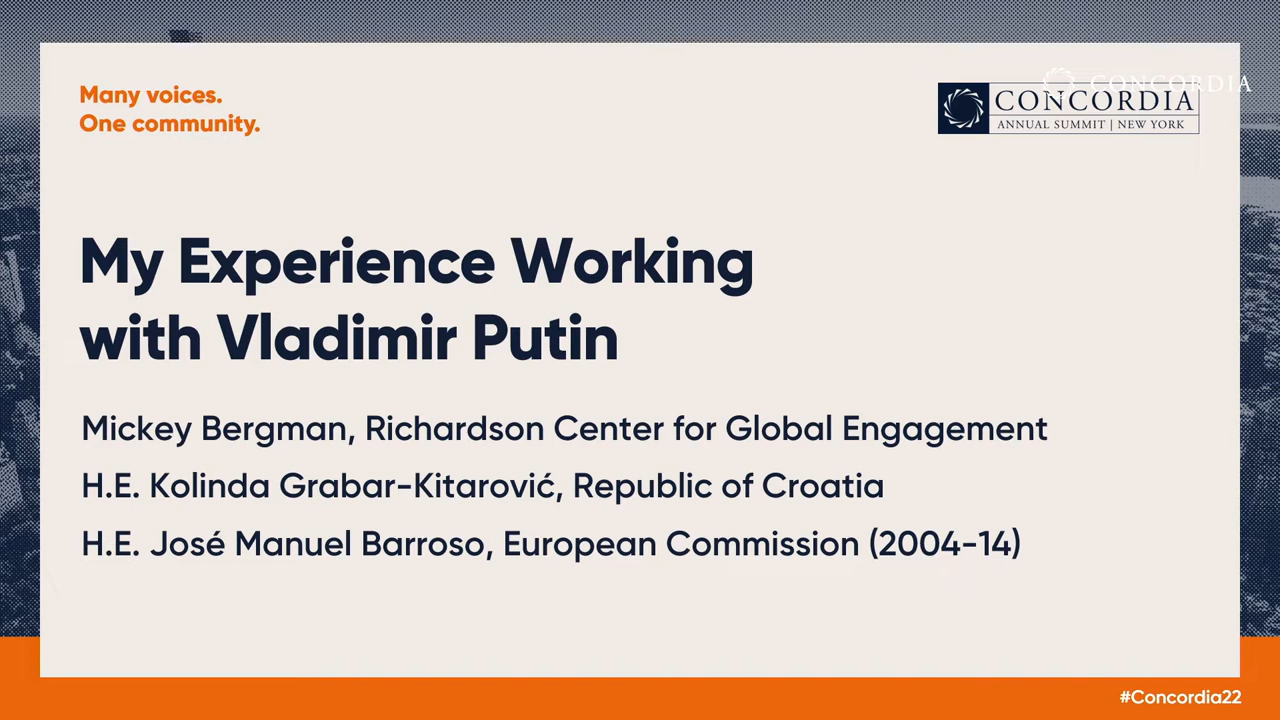 Many voices.
One community.
CONCORDIA
CONCORDIA
ANNUAL SUMMIT | NEW YORK
My Experience Working
with Vladimir Putin
Mickey Bergman, Richardson Center for Global Engagement
H.E. Kolinda Grabar-Kitarović, Republic of Croatia
H.E. José Manuel Barroso, European Commission (2004-14)
#Concordia22